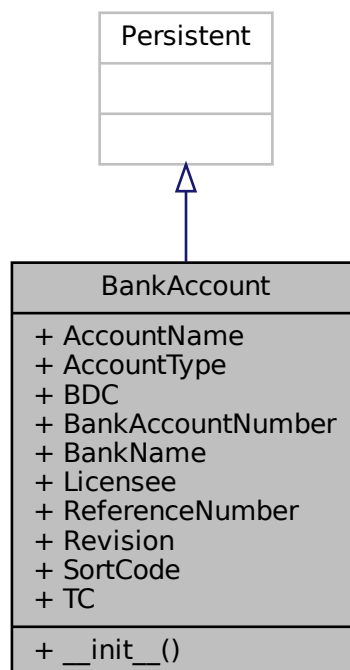 Persistent
BankAccount
+ AccountName
+ AccountType
+ BDC
+ BankAccountNumber
+ BankName
+ Licensee
+ ReferenceNumber
+ Revision
+ SortCode
+ TC
+ __init__()